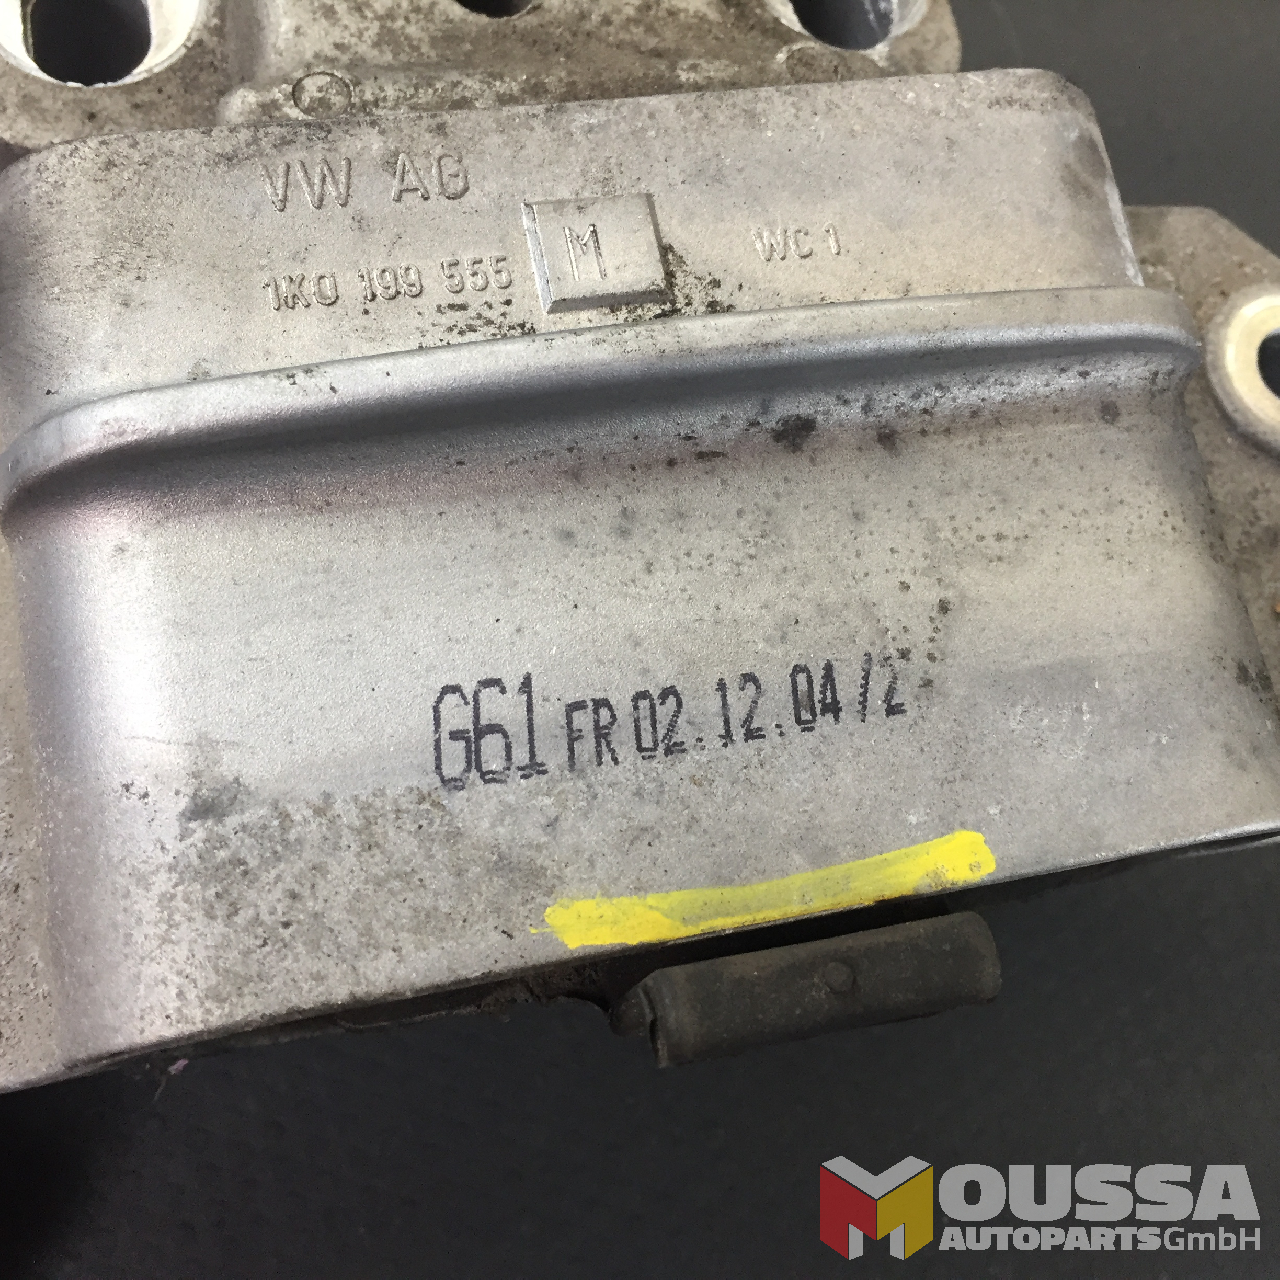 VW AG
1K0 199 555 M WC 1
G61 FR 02.12.04/2
MOUSSA
AUTOPARTS GmbH